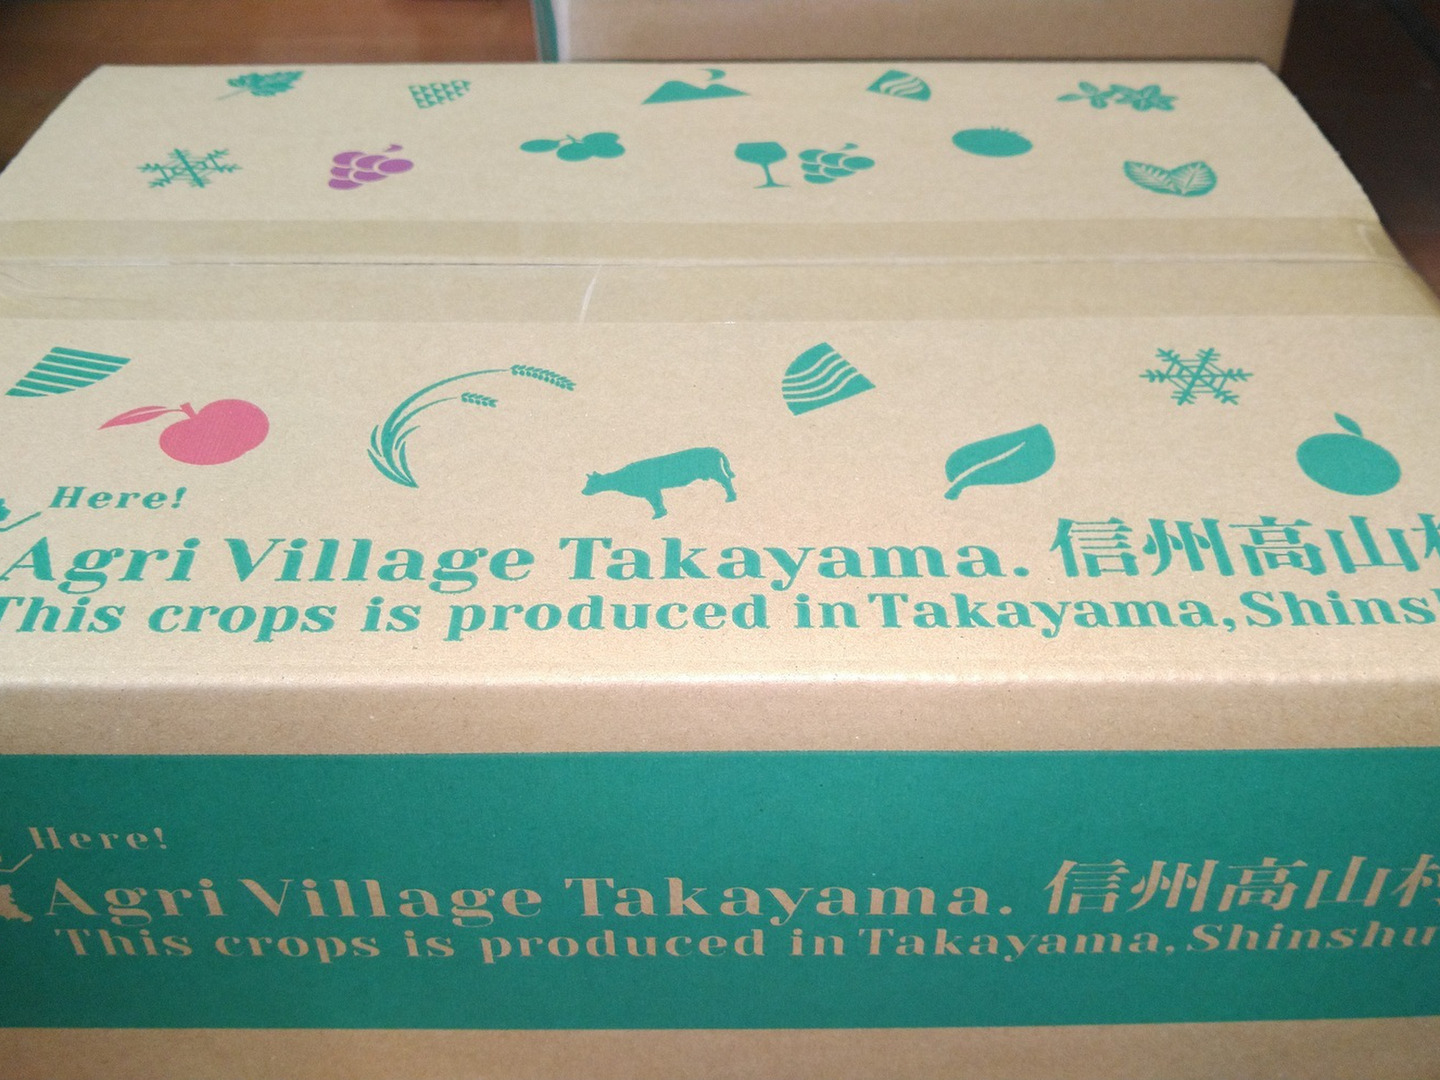 Here!
Agri Village Takayama. 信州高山村
This crops is produced in Takayama, Shinsh
Here!
Agri Village Takayama. 信州高山村
This crops is produced in Takayama, Shinshu